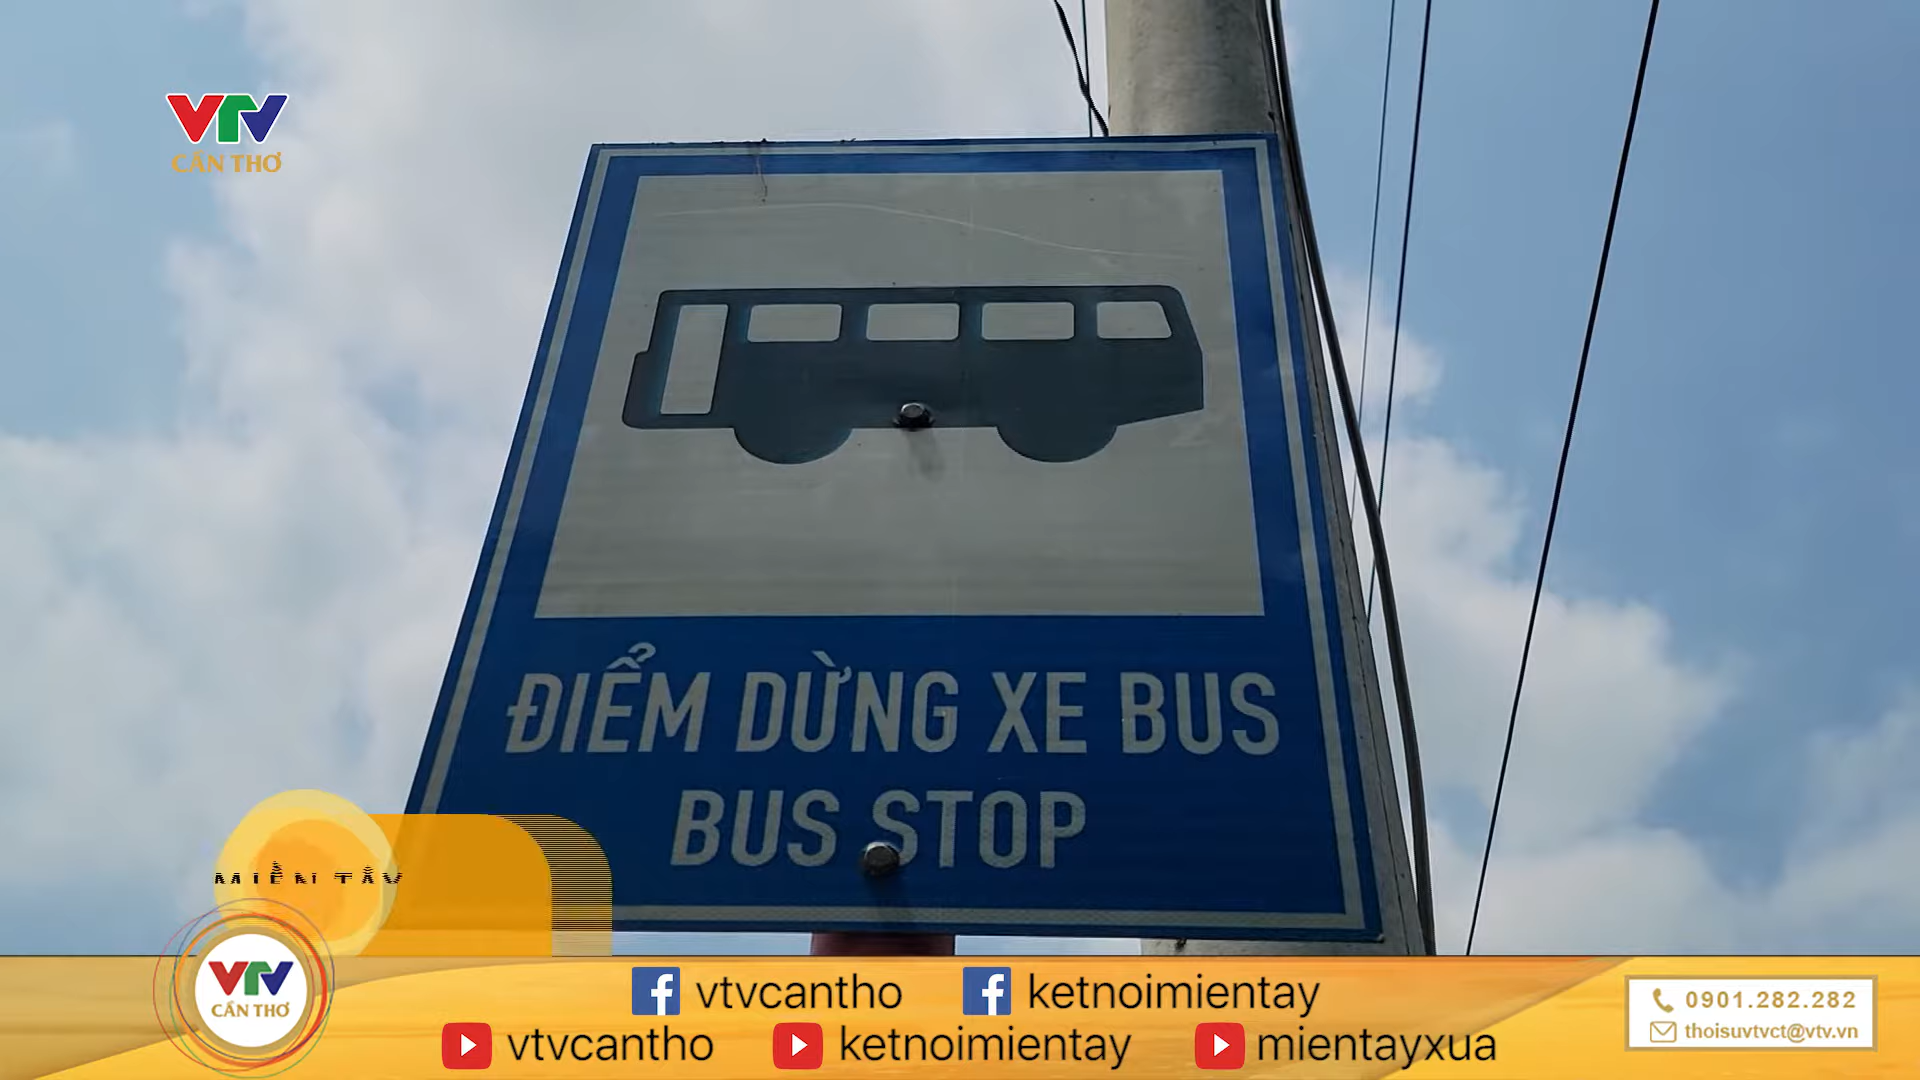 VTV
CẦN THƠ
ĐIỂM DỪNG XE BUS
BUS STOP
MIỀN TÂY
VTV
CẦN THƠ
vtvcantho ketnoimientay
vtvcantho ketnoimientay mientayxua
0901.282.282
thoisuvtvct@vtv.vn